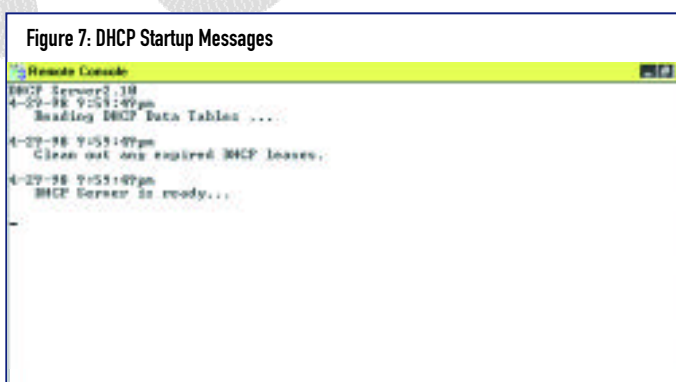 Figure 7: DHCP Startup Messages
Remote Console
DHCP Server2.10
4-29-98 9:59:49pm
Reading DHCP Data Tables ...
4-29-98 9:59:49pm
Clean out any expired DHCP leases.
4-29-98 9:59:49pm
DHCP Server is ready...